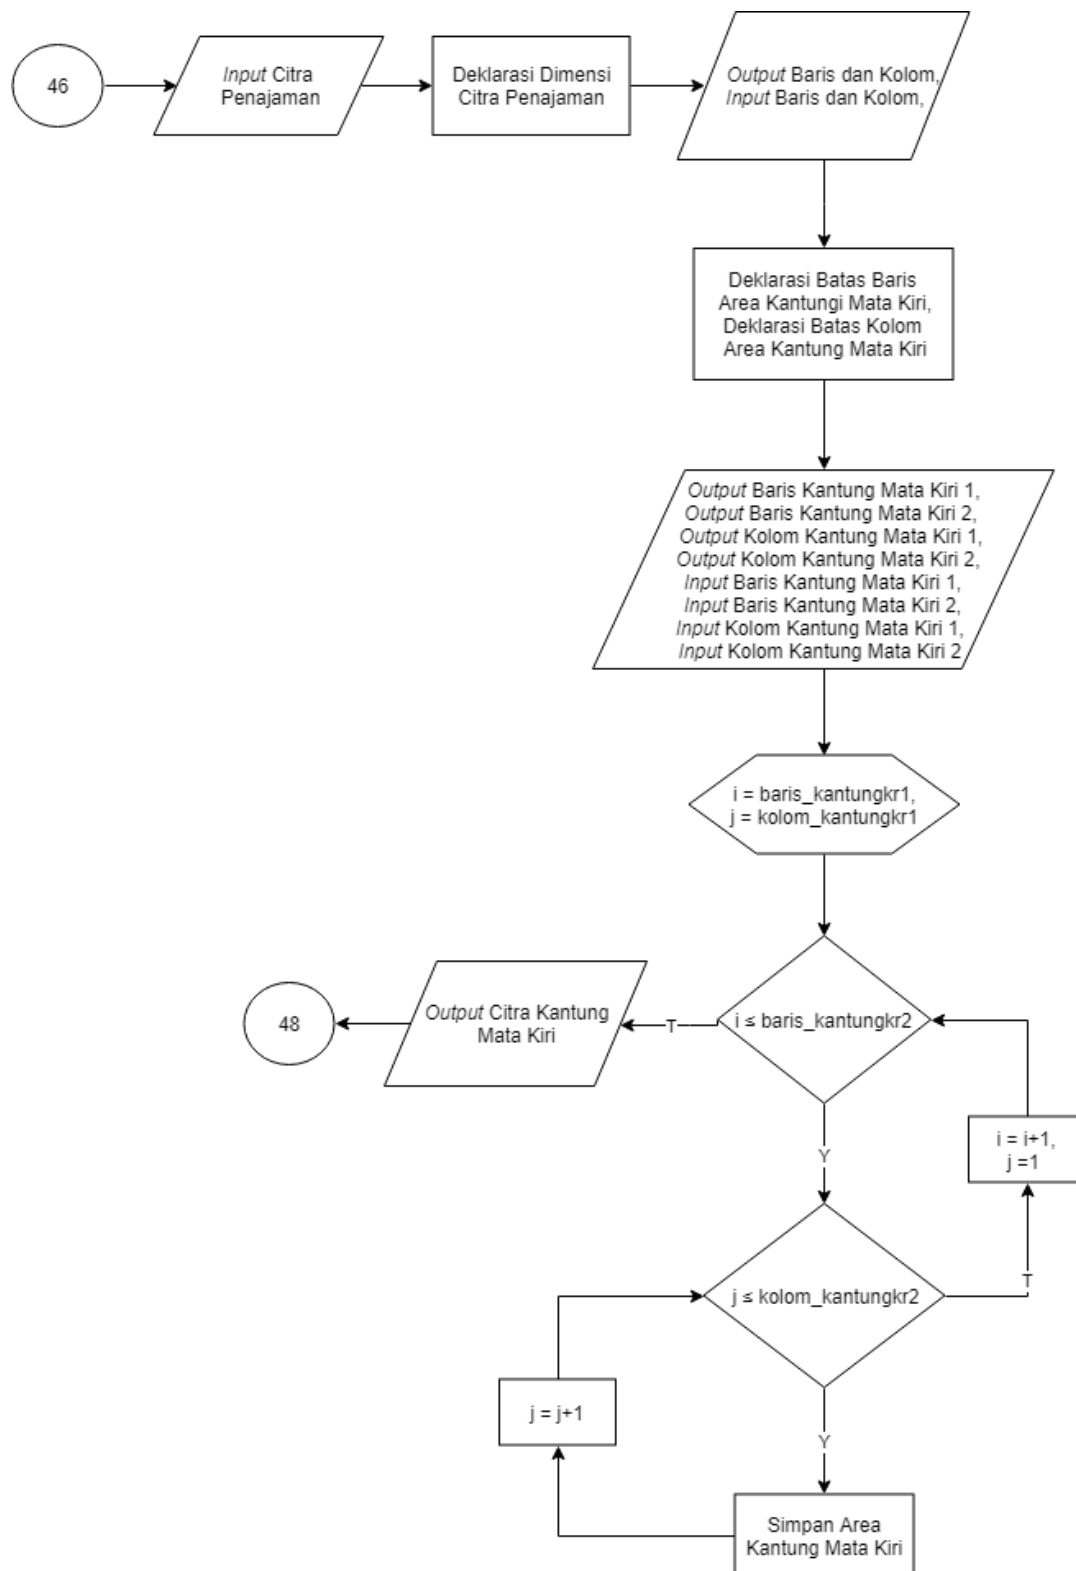 46
Input Citra
Penajaman
Deklarasi Dimensi
Citra Penajaman
Output Baris dan Kolom,
Input Baris dan Kolom,
Deklarasi Batas Baris
Area Kantungi Mata Kiri,
Deklarasi Batas Kolom
Area Kantung Mata Kiri
Output Baris Kantung Mata Kiri 1,
Output Baris Kantung Mata Kiri 2,
Output Kolom Kantung Mata Kiri 1,
Output Kolom Kantung Mata Kiri 2,
Input Baris Kantung Mata Kiri 1,
Input Baris Kantung Mata Kiri 2,
Input Kolom Kantung Mata Kiri 1,
Input Kolom Kantung Mata Kiri 2
i = baris_kantungkr1,
j = kolom_kantungkr1
i ≤ baris_kantungkr2
T
Output Citra Kantung
Mata Kiri
48
Y
i = i+1,
j =1
j ≤ kolom_kantungkr2
T
j = j+1
Y
Simpan Area
Kantung Mata Kiri